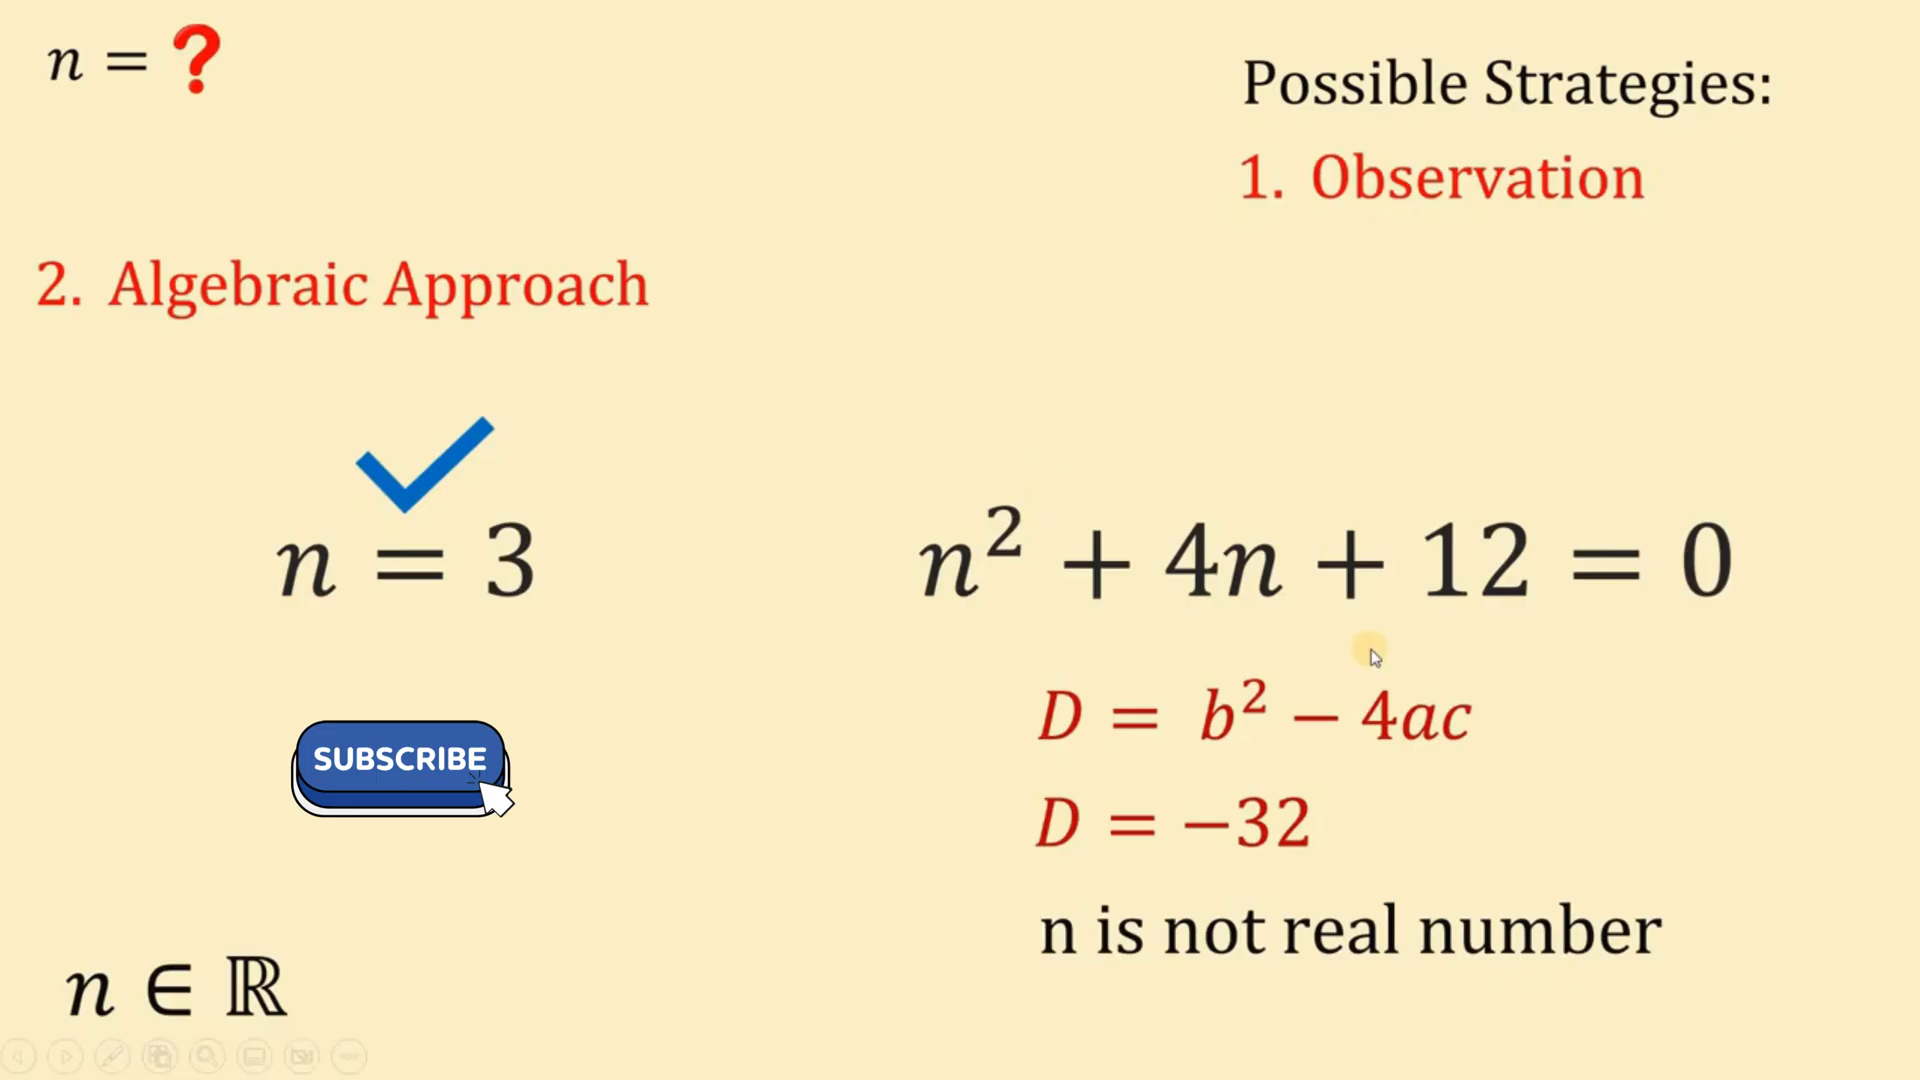 n = ❓
Possible Strategies:
1. Observation
2. Algebraic Approach
n = 3
n² + 4n + 12 = 0
D = b² − 4ac
SUBSCRIBE
D = −32
n is not real number
n ∈ ℝ